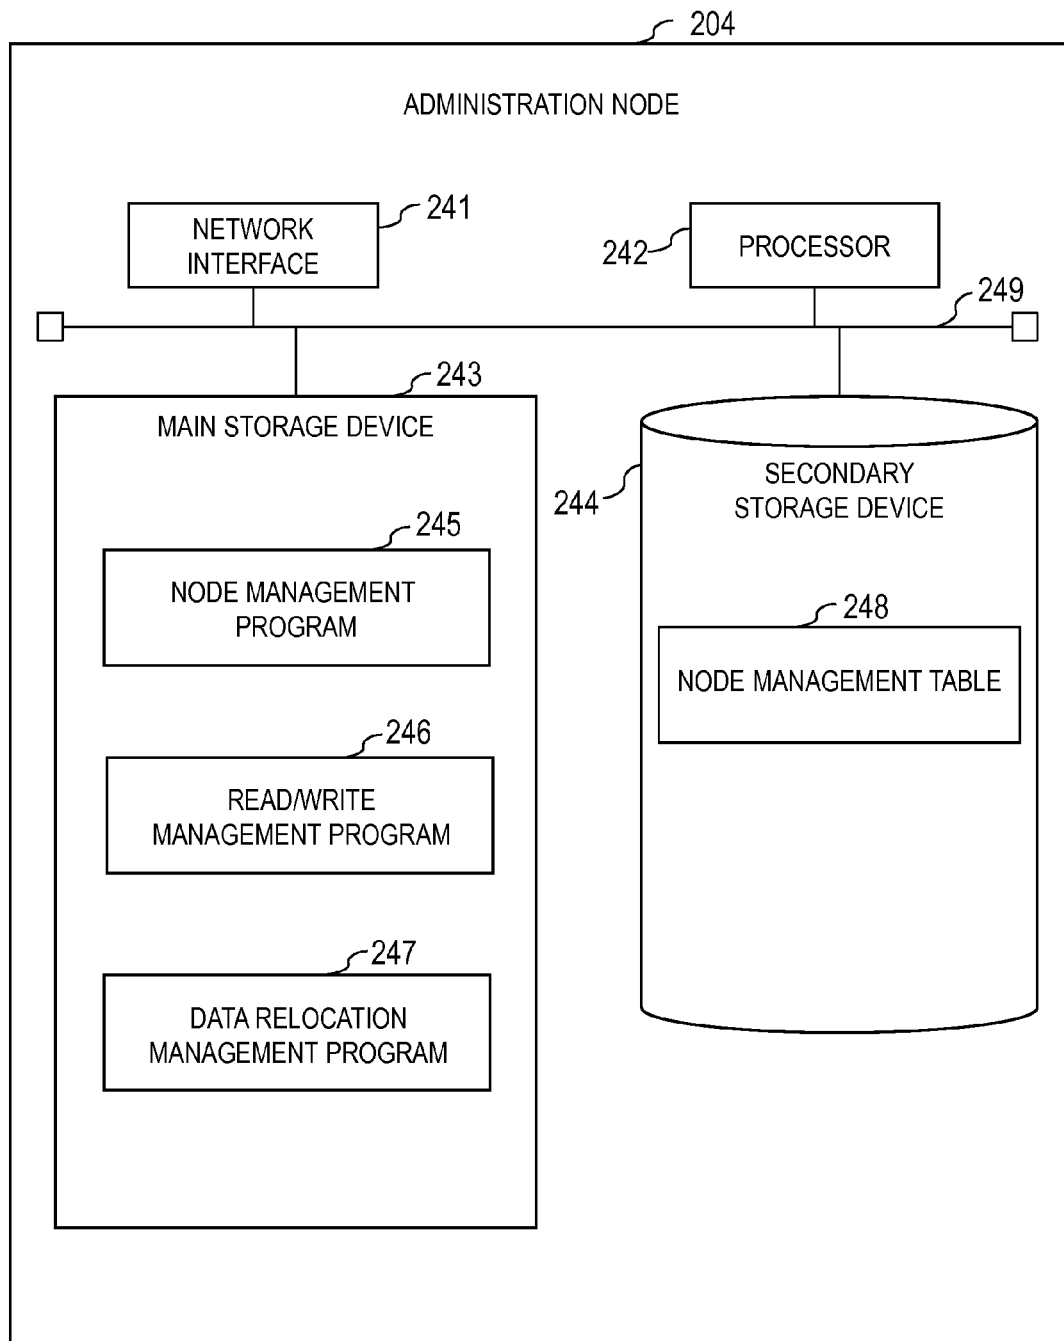 204
ADMINISTRATION NODE
241
NETWORK
INTERFACE
242
PROCESSOR
249
243
MAIN STORAGE DEVICE
244
SECONDARY
STORAGE DEVICE
245
NODE MANAGEMENT
PROGRAM
248
NODE MANAGEMENT TABLE
246
READ/WRITE
MANAGEMENT PROGRAM
247
DATA RELOCATION
MANAGEMENT PROGRAM